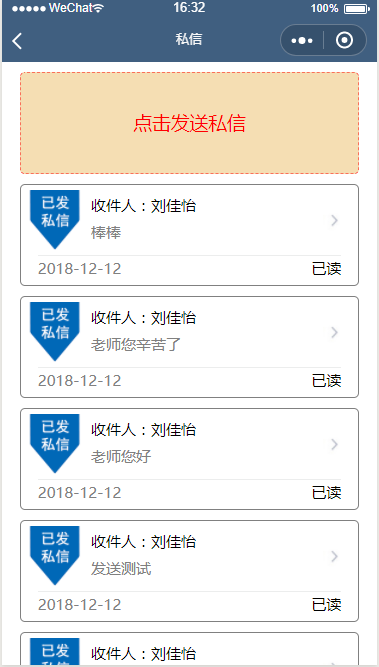 WeChat 16:32 100%
私信
点击发送私信
已发
私信
收件人：刘佳怡
棒棒
2018-12-12 已读
已发
私信
收件人：刘佳怡
老师您辛苦了
2018-12-12 已读
已发
私信
收件人：刘佳怡
老师您好
2018-12-12 已读
已发
私信
收件人：刘佳怡
发送测试
2018-12-12 已读
已发
私信
收件人：刘佳怡